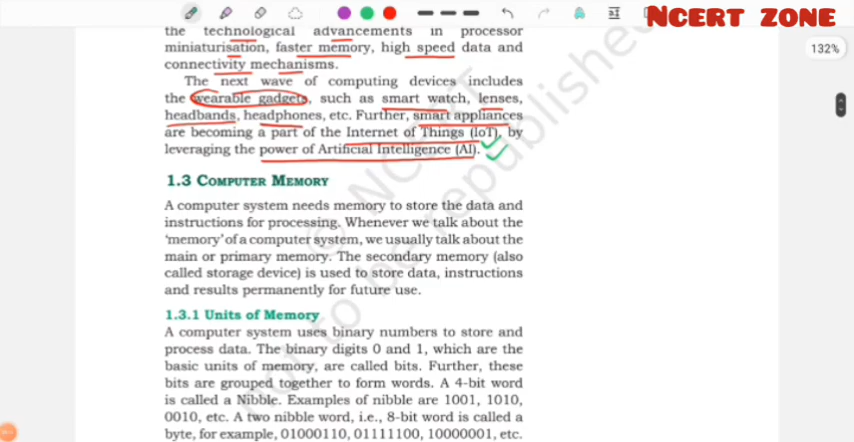 NCERT ZONE
132%
the technological advancements in processor
miniaturisation, faster memory, high speed data and
connectivity mechanisms.
The next wave of computing devices includes
the wearable gadgets, such as smart watch, lenses,
headbands, headphones, etc. Further, smart appliances
are becoming a part of the Internet of Things (IoT), by
leveraging the power of Artificial Intelligence (AI).
1.3 COMPUTER MEMORY
A computer system needs memory to store the data and
instructions for processing. Whenever we talk about the
‘memory’ of a computer system, we usually talk about the
main or primary memory. The secondary memory (also
called storage device) is used to store data, instructions
and results permanently for future use.
1.3.1 Units of Memory
A computer system uses binary numbers to store and
process data. The binary digits 0 and 1, which are the
basic units of memory, are called bits. Further, these
bits are grouped together to form words. A 4-bit word
is called a Nibble. Examples of nibble are 1001, 1010,
0010, etc. A two nibble word, i.e., 8-bit word is called a
byte, for example, 01000110, 01111100, 10000001, etc.
© NCERT
not to be republished